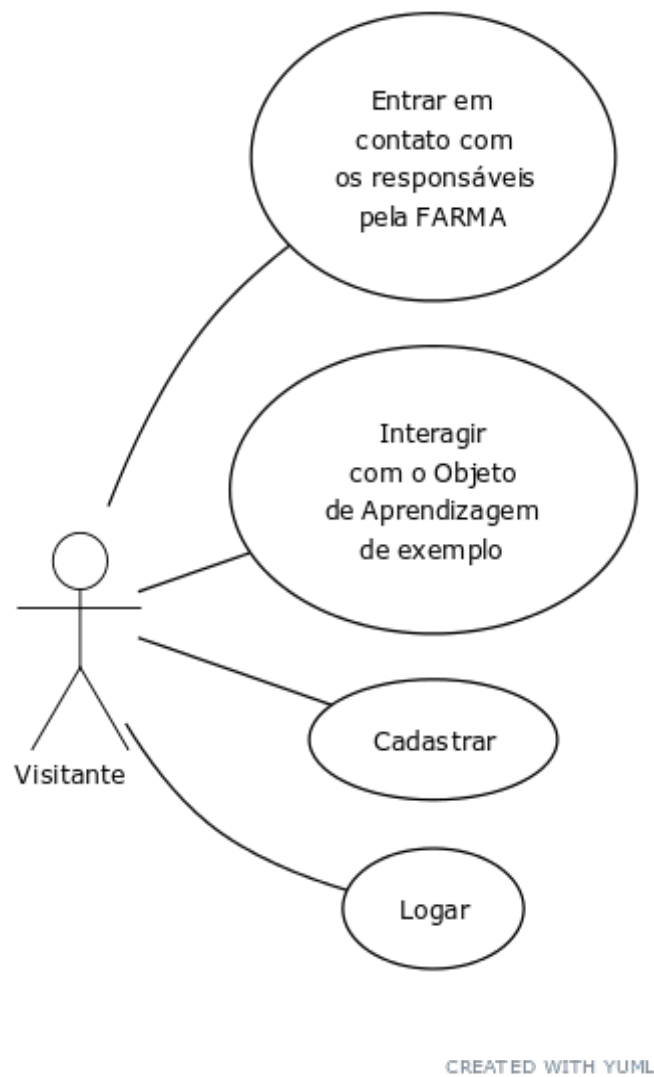 Entrar em
contato com
os responsáveis
pela FARMA
Interagir
com o Objeto
de Aprendizagem
de exemplo
Cadastrar
Visitante
Logar
CREATED WITH YUML